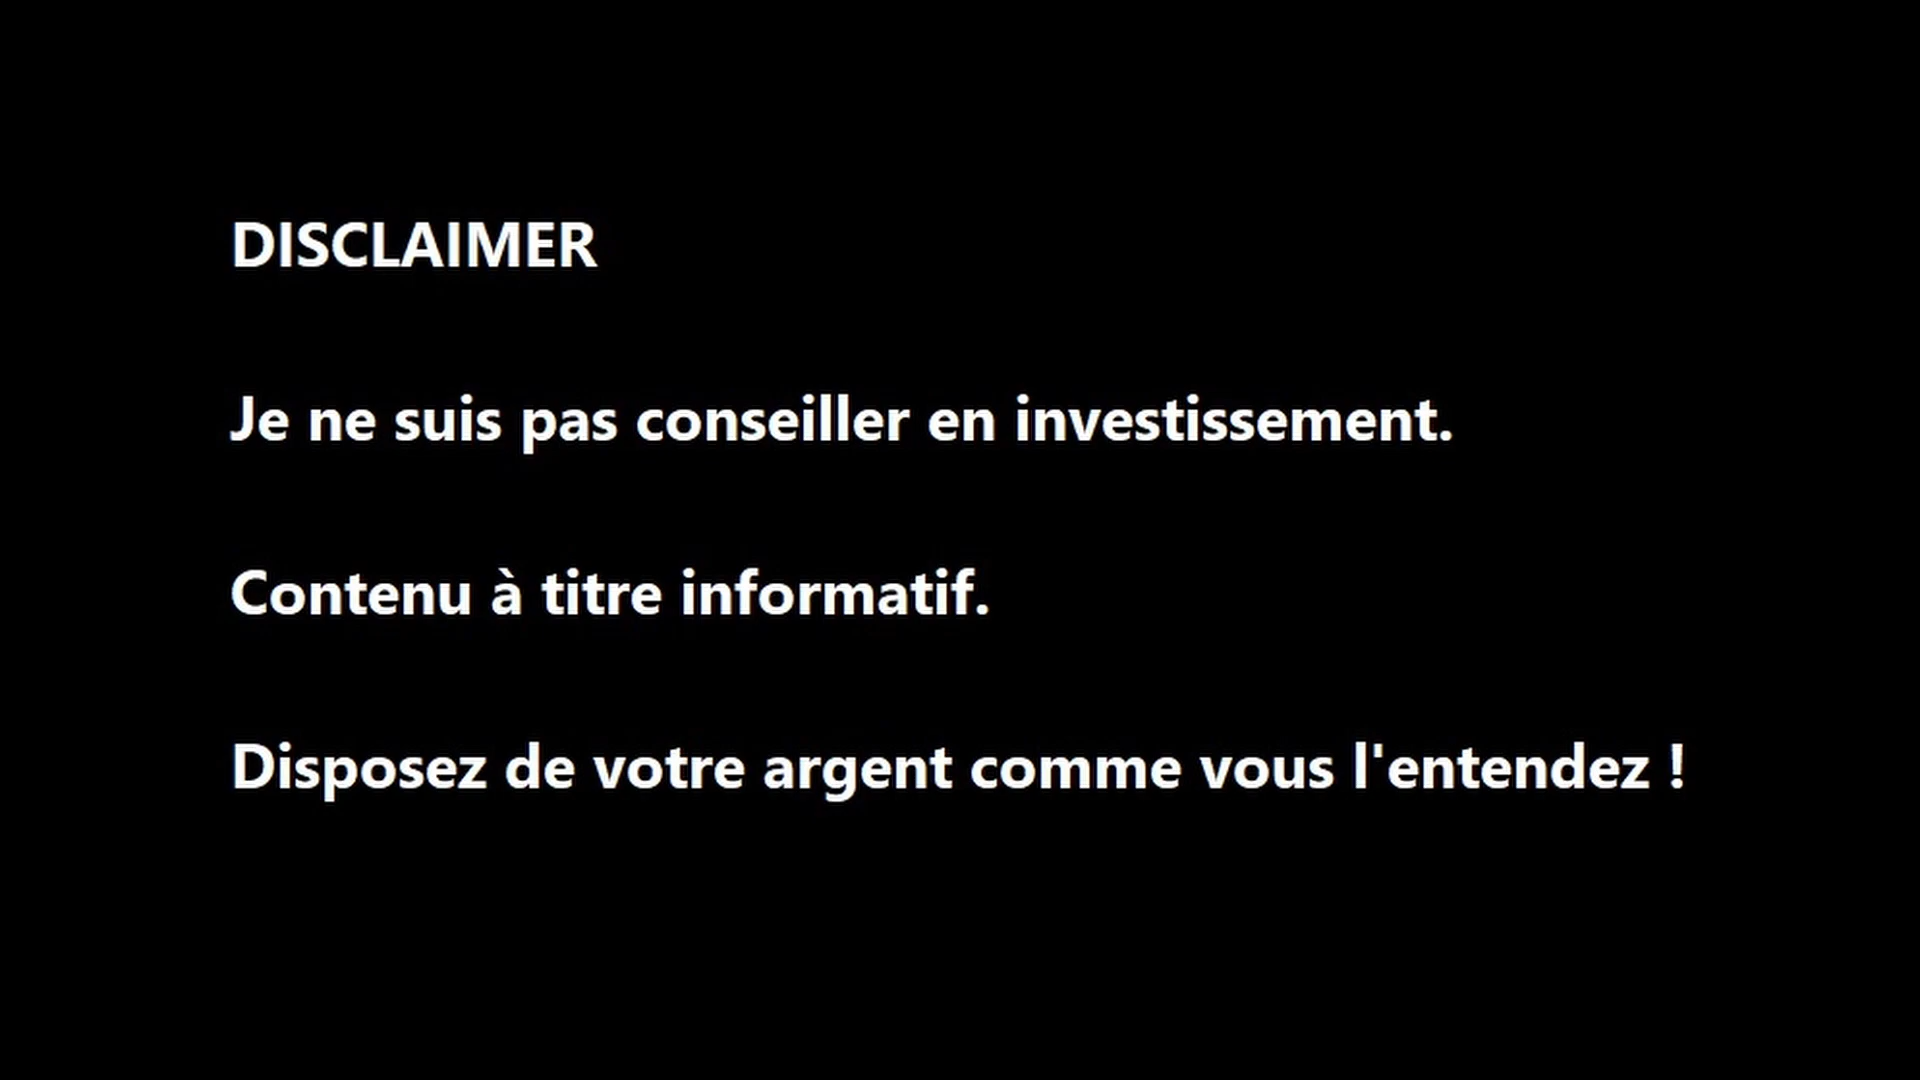 DISCLAIMER
Je ne suis pas conseiller en investissement.
Contenu à titre informatif.
Disposez de votre argent comme vous l'entendez !